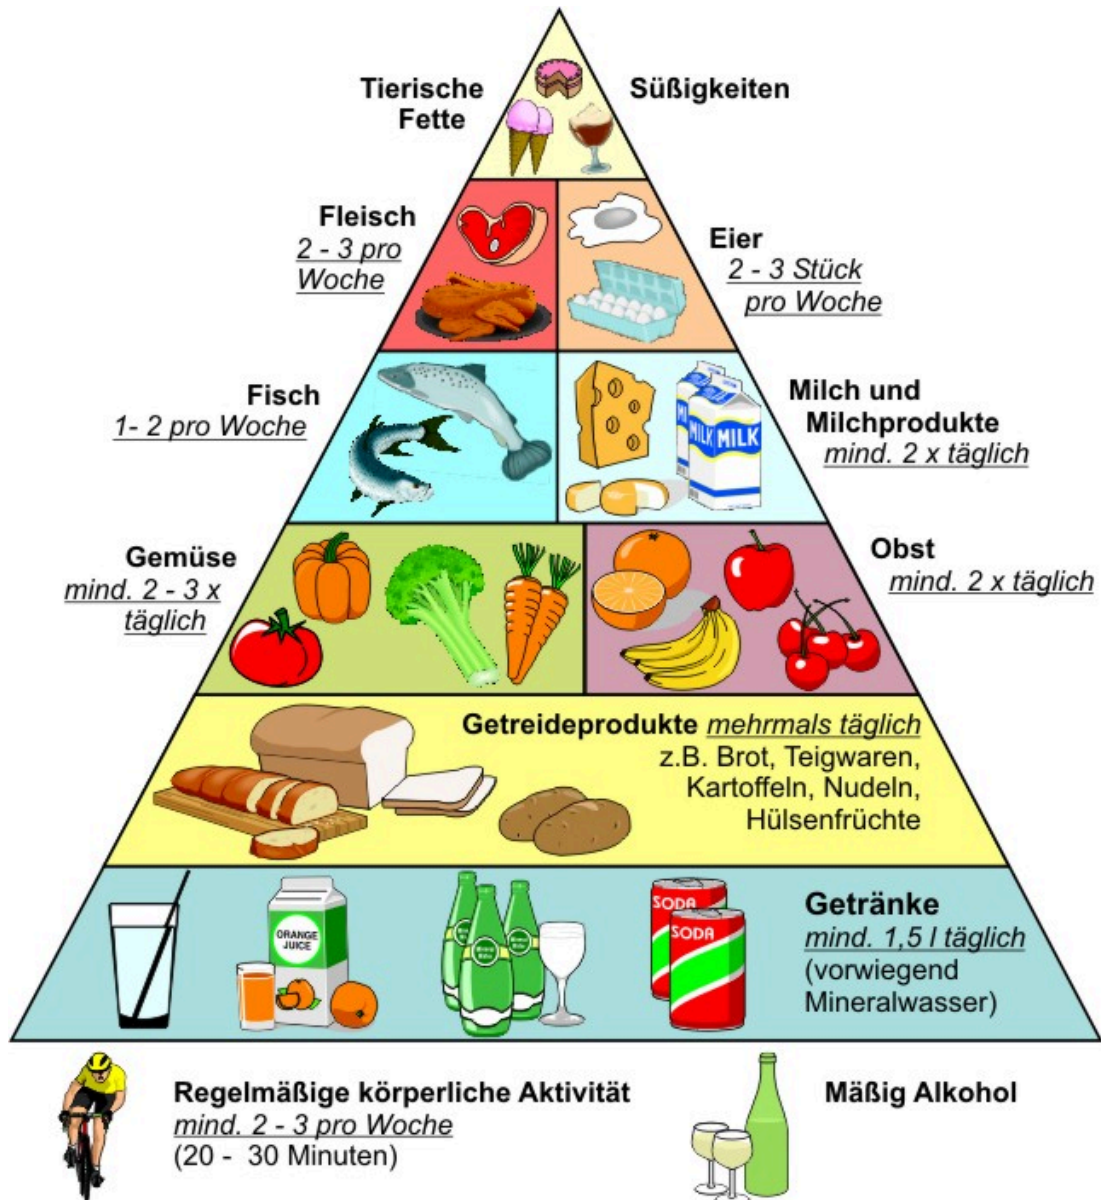 Tierische
Fette
Süßigkeiten
Fleisch
2 - 3 pro
Woche
Eier
2 - 3 Stück
pro Woche
Fisch
1- 2 pro Woche
Milch und
Milchprodukte
mind. 2 x täglich
MILK
MILK
Gemüse
mind. 2 - 3 x
täglich
Obst
mind. 2 x täglich
Getreideprodukte mehrmals täglich
z.B. Brot, Teigwaren,
Kartoffeln, Nudeln,
Hülsenfrüchte
ORANGE
JUICE
SODA
SODA
Getränke
mind. 1,5 l täglich
(vorwiegend
Mineralwasser)
Regelmäßige körperliche Aktivität
mind. 2 - 3 pro Woche
(20 - 30 Minuten)
Mäßig Alkohol